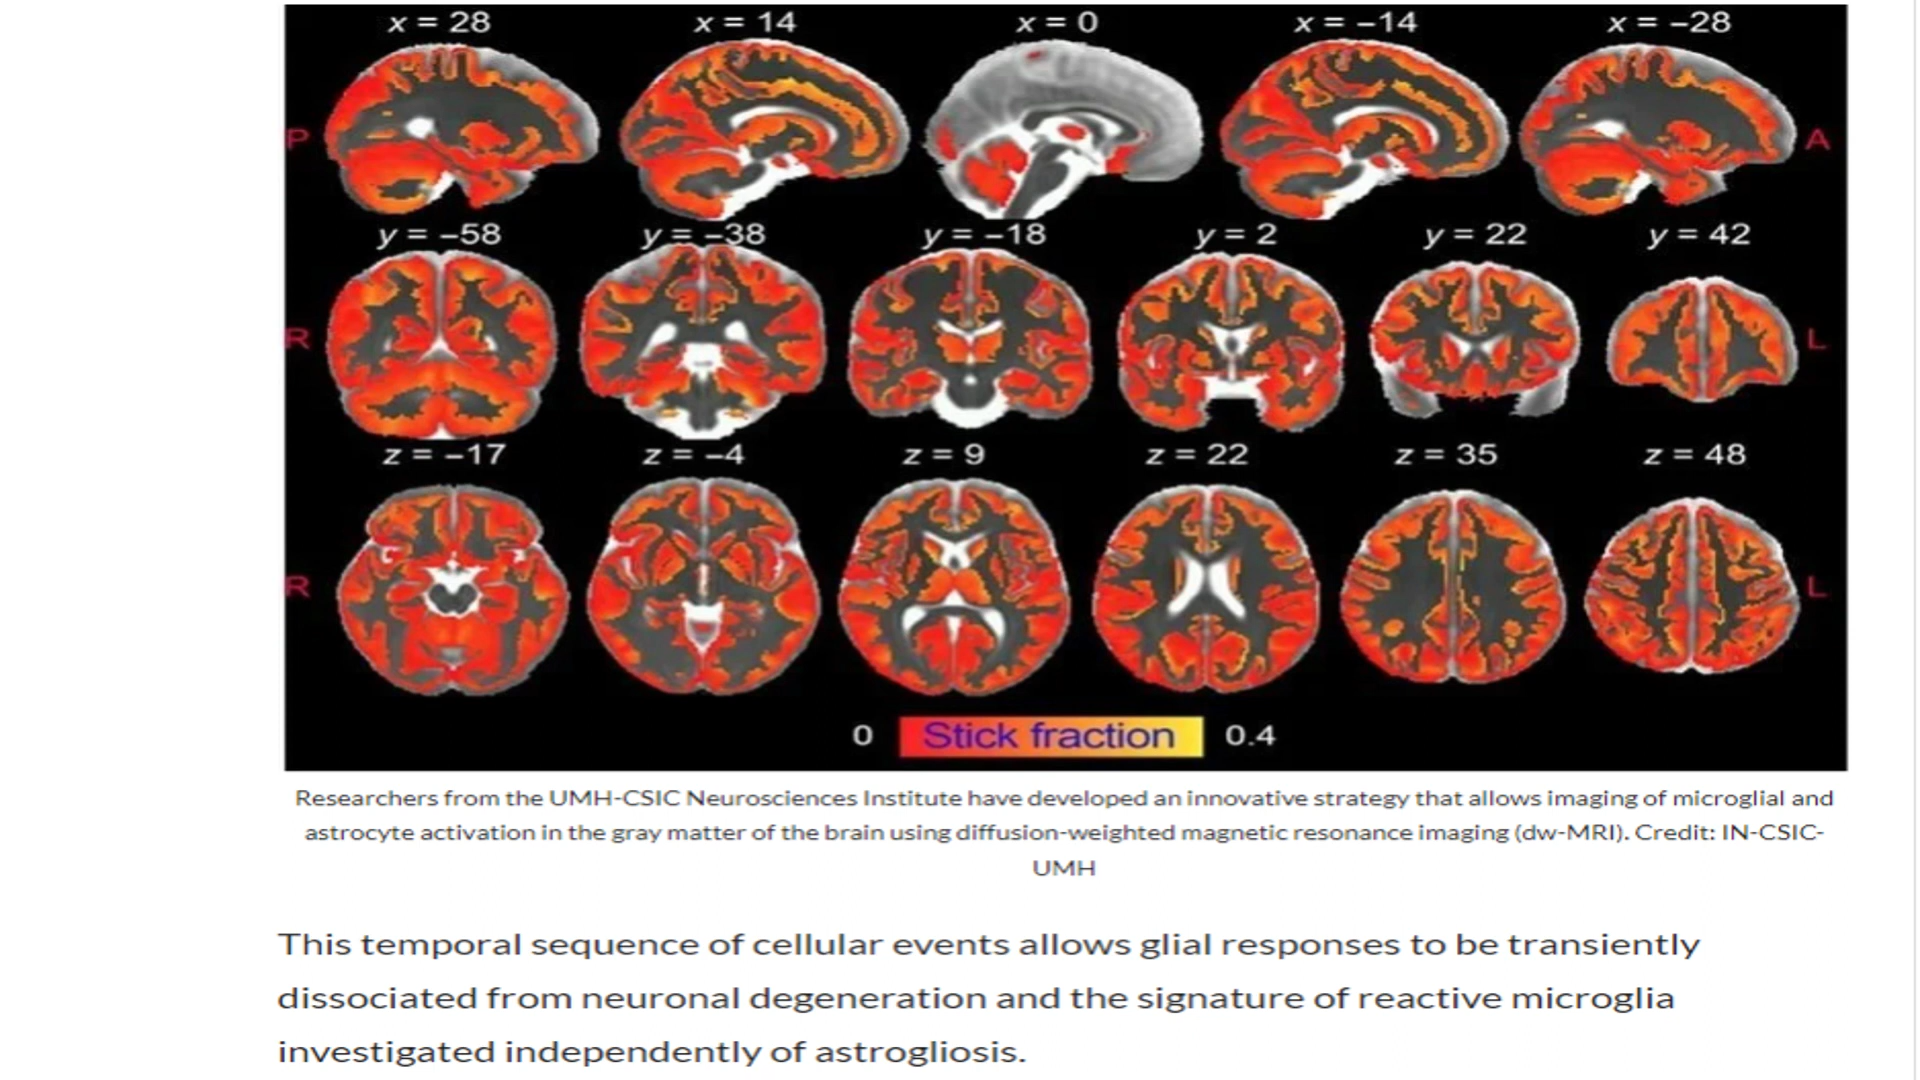 x = 28 x = 14 x = 0 x = –14 x = –28
P A
y = –58 y = –38 y = –18 y = 2 y = 22 y = 42
R L
z = –17 z = –4 z = 9 z = 22 z = 35 z = 48
R L
0 Stick fraction 0.4
Researchers from the UMH-CSIC Neurosciences Institute have developed an innovative strategy that allows imaging of microglial and
astrocyte activation in the gray matter of the brain using diffusion-weighted magnetic resonance imaging (dw-MRI). Credit: IN-CSIC-
UMH
This temporal sequence of cellular events allows glial responses to be transiently
dissociated from neuronal degeneration and the signature of reactive microglia
investigated independently of astrogliosis.